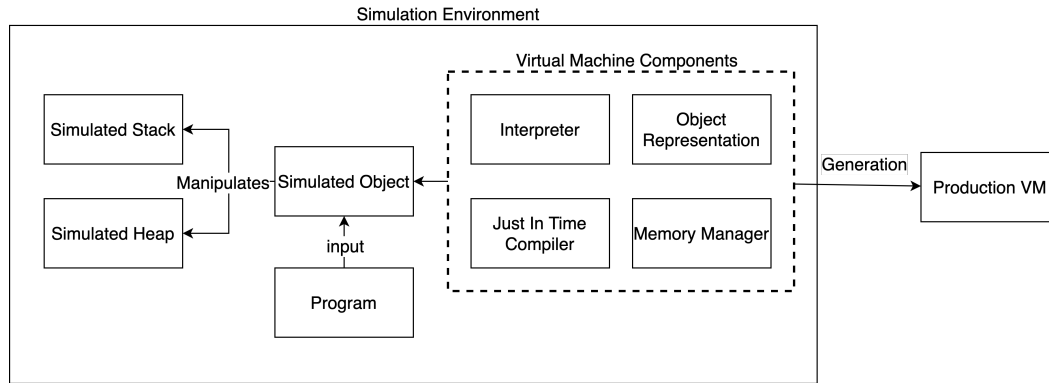 Simulation Environment
Virtual Machine Components
Simulated Stack
Interpreter
Object
Representation
Generation
Manipulates
Simulated Object
Production VM
Simulated Heap
input
Just In Time
Compiler
Memory Manager
Program